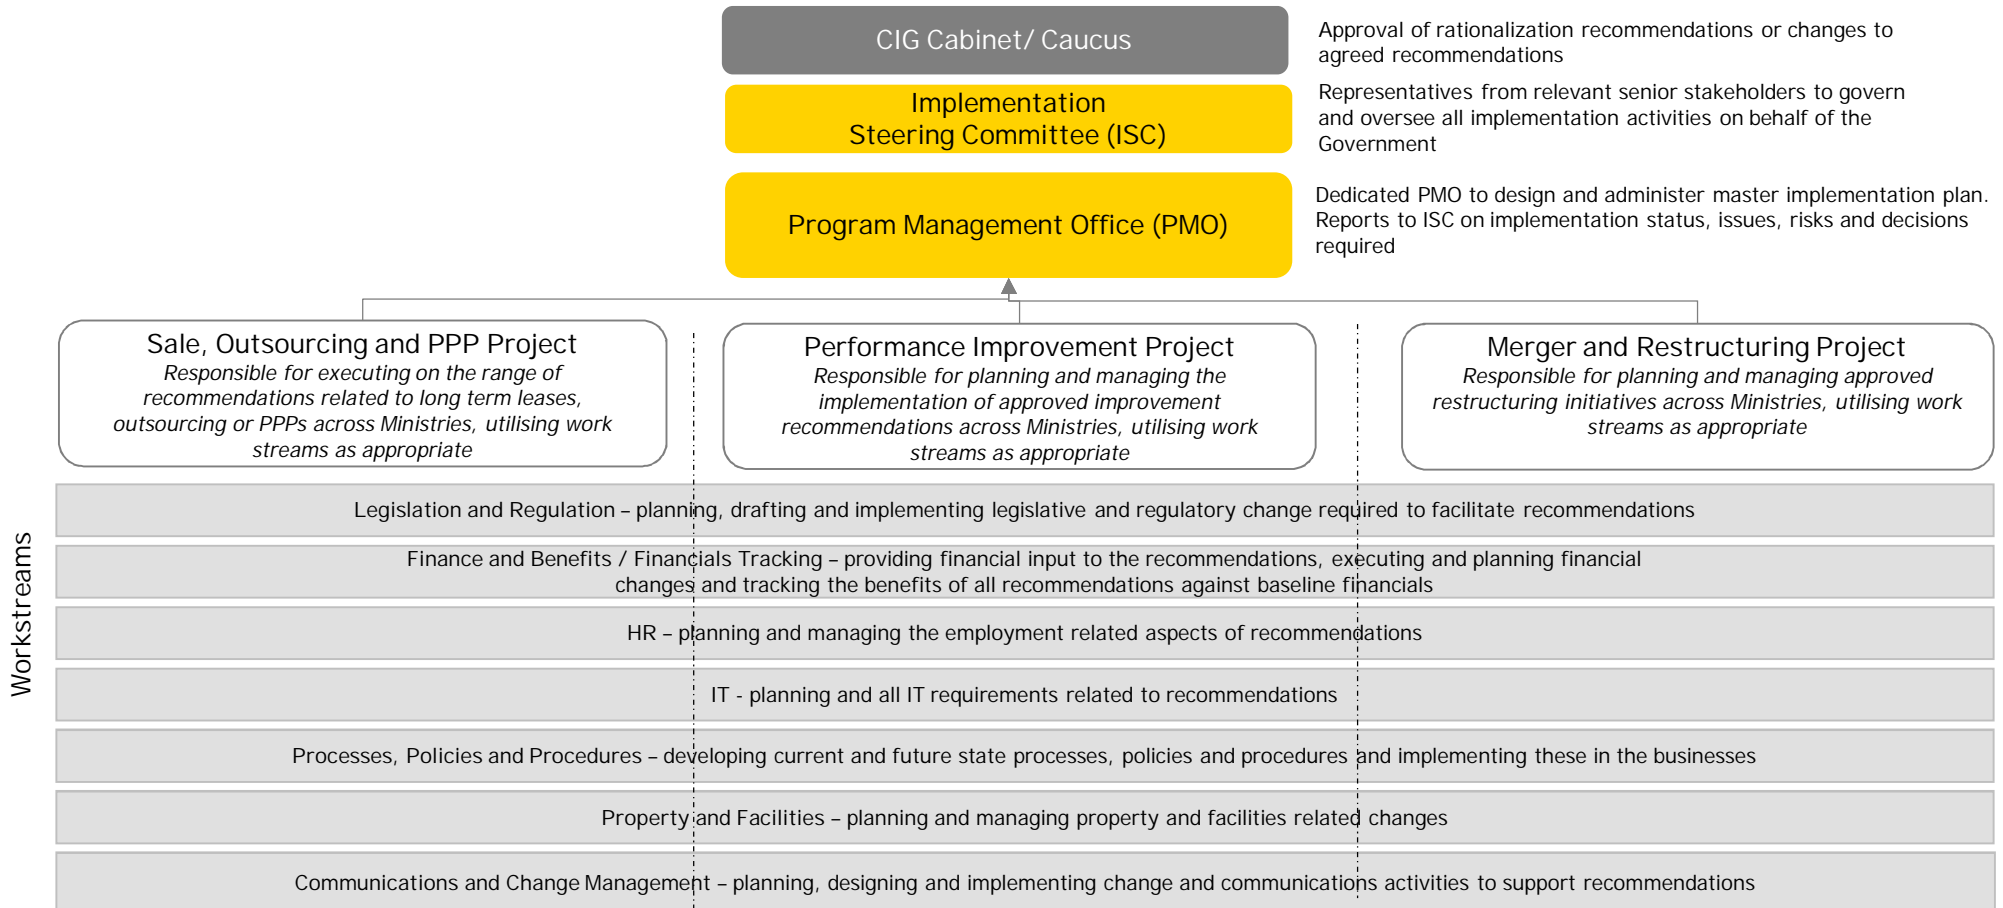 CIG Cabinet/ Caucus
Approval of rationalization recommendations or changes to
agreed recommendations
Implementation
Steering Committee (ISC)
Representatives from relevant senior stakeholders to govern
and oversee all implementation activities on behalf of the
Government
Program Management Office (PMO)
Dedicated PMO to design and administer master implementation plan.
Reports to ISC on implementation status, issues, risks and decisions
required
Sale, Outsourcing and PPP Project
Responsible for executing on the range of
recommendations related to long term leases,
outsourcing or PPPs across Ministries, utilising work
streams as appropriate
Performance Improvement Project
Responsible for planning and managing the
implementation of approved improvement
recommendations across Ministries, utilising work
streams as appropriate
Merger and Restructuring Project
Responsible for planning and managing approved
restructuring initiatives across Ministries, utilising work
streams as appropriate
Workstreams
Legislation and Regulation – planning, drafting and implementing legislative and regulatory change required to facilitate recommendations
Finance and Benefits / Financials Tracking – providing financial input to the recommendations, executing and planning financial
changes and tracking the benefits of all recommendations against baseline financials
HR – planning and managing the employment related aspects of recommendations
IT - planning and all IT requirements related to recommendations
Processes, Policies and Procedures – developing current and future state processes, policies and procedures and implementing these in the businesses
Property and Facilities – planning and managing property and facilities related changes
Communications and Change Management – planning, designing and implementing change and communications activities to support recommendations